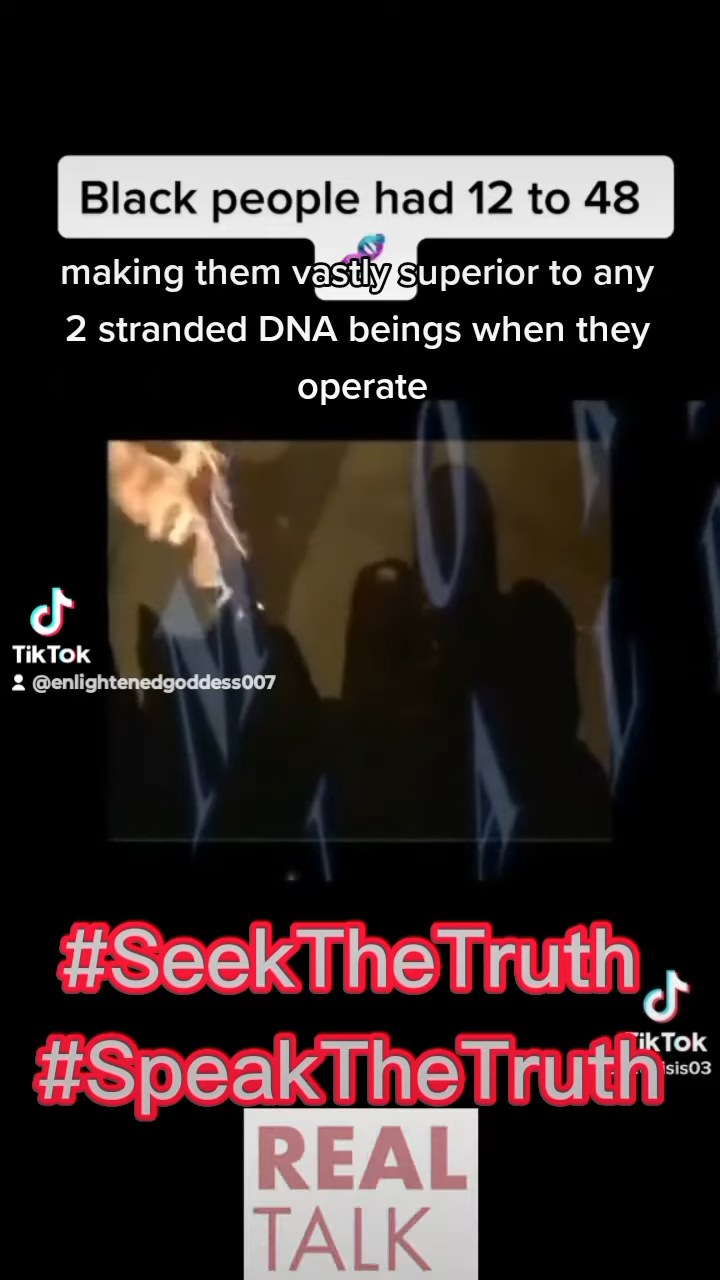 Black people had 12 to 48
making them vastly superior to any
2 stranded DNA beings when they
operate
TikTok
@enlightenedgoddess007
#SeekTheTruth
#SpeakTheTruth
REAL
TALK